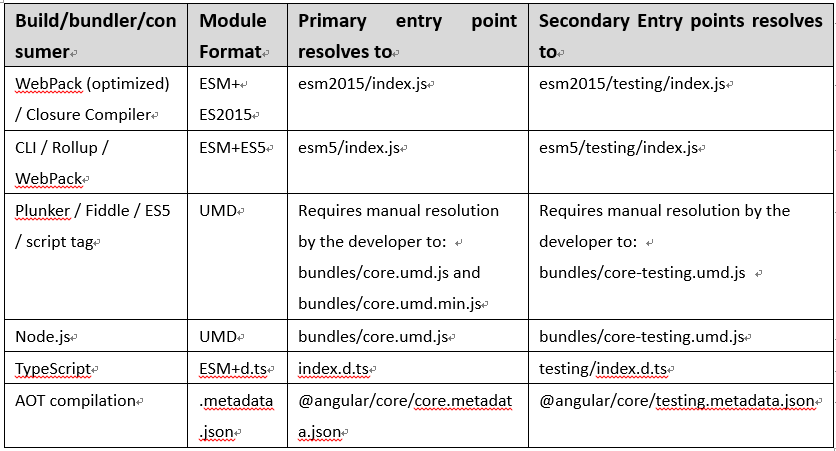 Build/bundler/con
sumer
Module
Format
Primary entry point
resolves to
Secondary Entry points resolves
to
WebPack (optimized)
/ Closure Compiler
ESM+
ES2015
esm2015/index.js
esm2015/testing/index.js
CLI / Rollup /
WebPack
ESM+ES5
esm5/index.js
esm5/testing/index.js
Plunker / Fiddle / ES5
/ script tag
UMD
Requires manual resolution
by the developer to:
bundles/core.umd.js and
bundles/core.umd.min.js
Requires manual resolution by the
developer to:
bundles/core-testing.umd.js
Node.js
UMD
bundles/core.umd.js
bundles/core-testing.umd.js
TypeScript
ESM+d.ts
index.d.ts
testing/index.d.ts
AOT compilation
.metadata
.json
@angular/core/core.metadat
a.json
@angular/core/testing.metadata.json